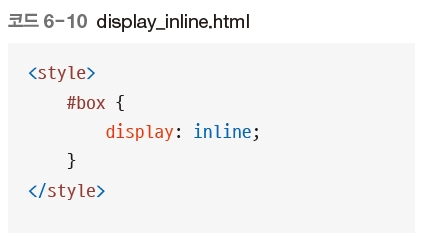 코드 6-10 display_inline.html
<style>
    #box {
        display: inline;
    }
</style>